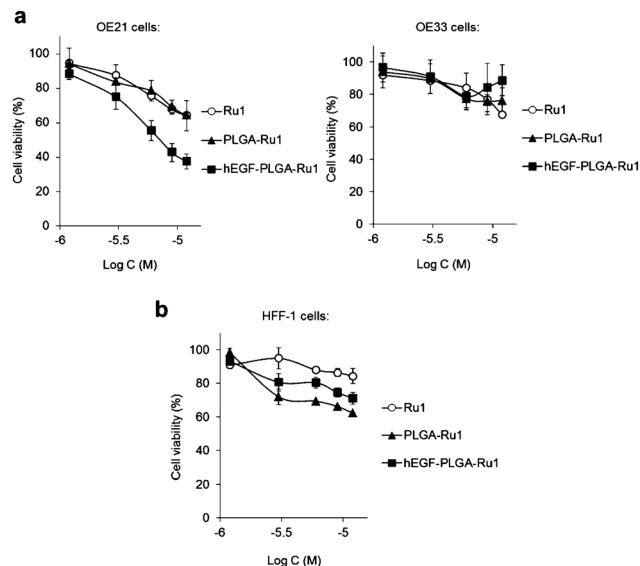 a
OE21 cells:
100
80
60
40
20
0
Cell viability (%)
-6
-5.5
-5
Log C (M)
Ru1
PLGA-Ru1
hEGF-PLGA-Ru1
OE33 cells:
100
80
60
40
20
0
Cell viability (%)
-6
-5.5
-5
Log C (M)
Ru1
PLGA-Ru1
hEGF-PLGA-Ru1
b
HFF-1 cells:
100
80
60
40
20
0
Cell viability (%)
-6
-5.5
-5
Log C (M)
Ru1
PLGA-Ru1
hEGF-PLGA-Ru1